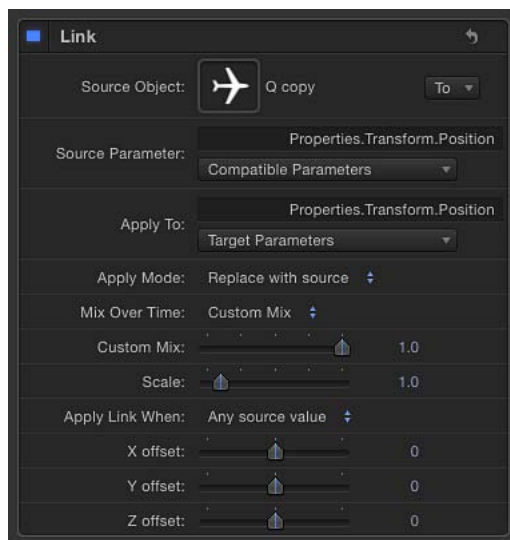 Link
Source Object: Q copy To
Source Parameter: Properties.Transform.Position
Compatible Parameters
Apply To: Properties.Transform.Position
Target Parameters
Apply Mode: Replace with source
Mix Over Time: Custom Mix
Custom Mix: 1.0
Scale: 1.0
Apply Link When: Any source value
X offset: 0
Y offset: 0
Z offset: 0